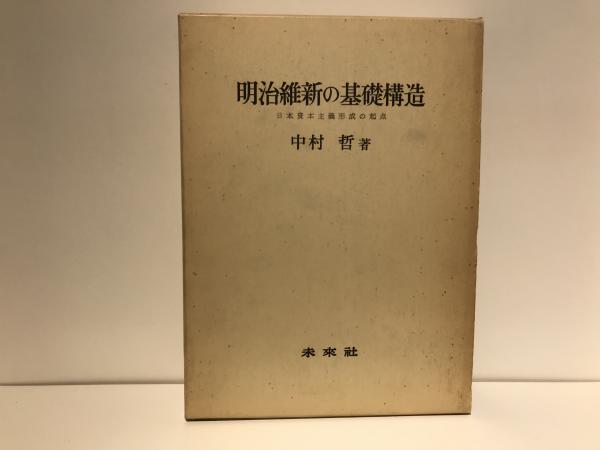 明治維新の基礎構造
日本資本主義形成の起点
中村 哲 著
未來社